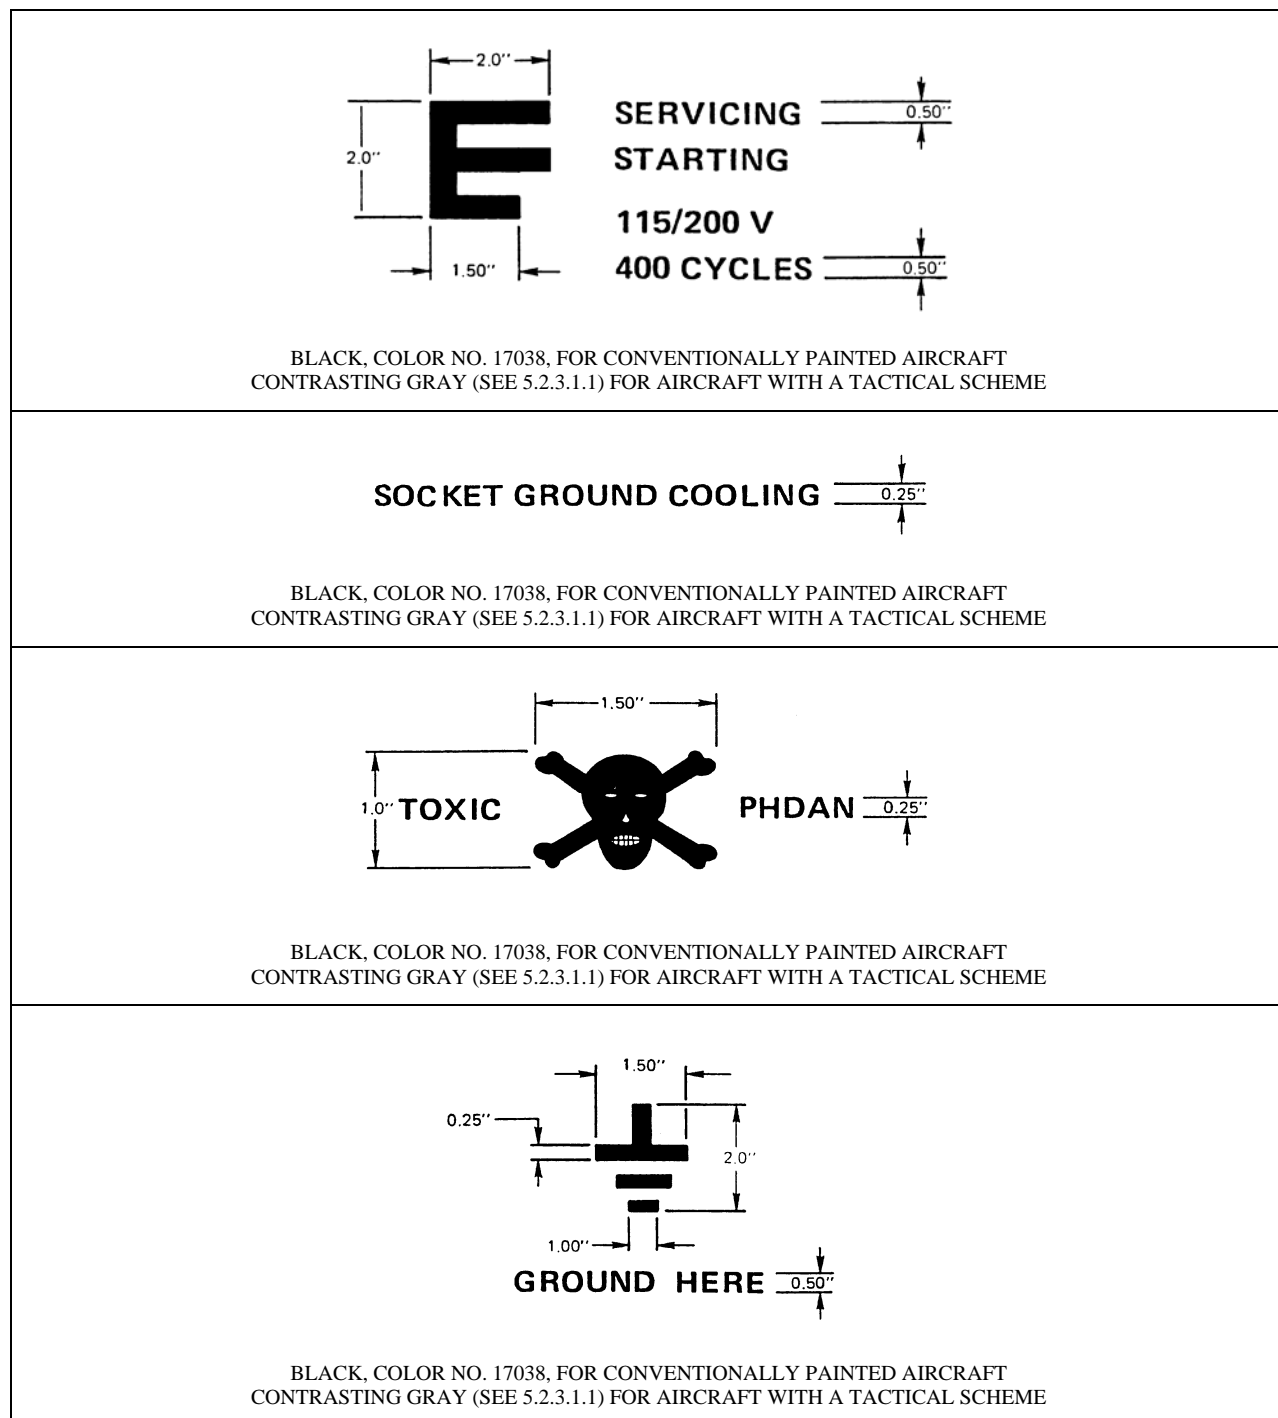 2.0''
E
SERVICING 0.50''
2.0''
STARTING
115/200 V
1.50'' 400 CYCLES 0.50''
BLACK, COLOR NO. 17038, FOR CONVENTIONALLY PAINTED AIRCRAFT
CONTRASTING GRAY (SEE 5.2.3.1.1) FOR AIRCRAFT WITH A TACTICAL SCHEME
SOCKET GROUND COOLING 0.25''
BLACK, COLOR NO. 17038, FOR CONVENTIONALLY PAINTED AIRCRAFT
CONTRASTING GRAY (SEE 5.2.3.1.1) FOR AIRCRAFT WITH A TACTICAL SCHEME
1.50''
1.0'' TOXIC PHDAN 0.25''
BLACK, COLOR NO. 17038, FOR CONVENTIONALLY PAINTED AIRCRAFT
CONTRASTING GRAY (SEE 5.2.3.1.1) FOR AIRCRAFT WITH A TACTICAL SCHEME
1.50''
0.25''
2.0''
1.00''
GROUND HERE 0.50''
BLACK, COLOR NO. 17038, FOR CONVENTIONALLY PAINTED AIRCRAFT
CONTRASTING GRAY (SEE 5.2.3.1.1) FOR AIRCRAFT WITH A TACTICAL SCHEME